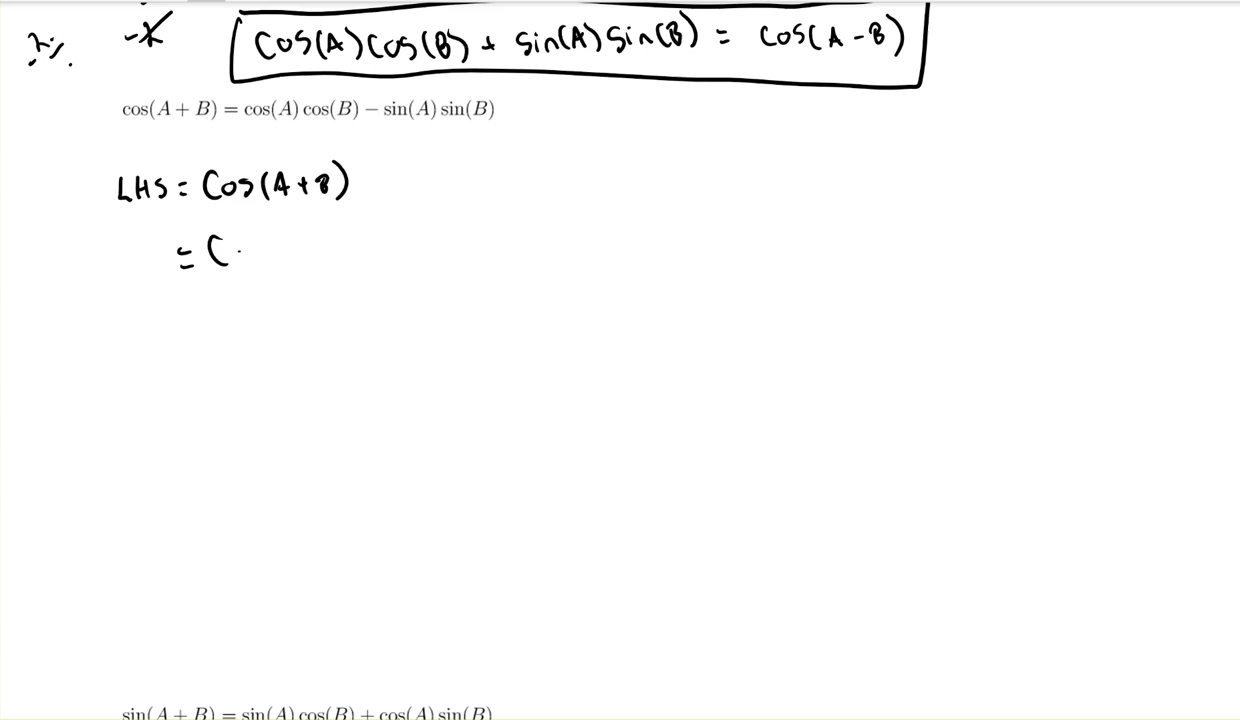 cos(A)cos(B) + sin(A)sin(B) = cos(A-B)
cos(A + B) = cos(A) cos(B) − sin(A) sin(B)
LHS = cos(A+B)
= (
sin(A + B) = sin(A) cos(B) + cos(A) sin(B)